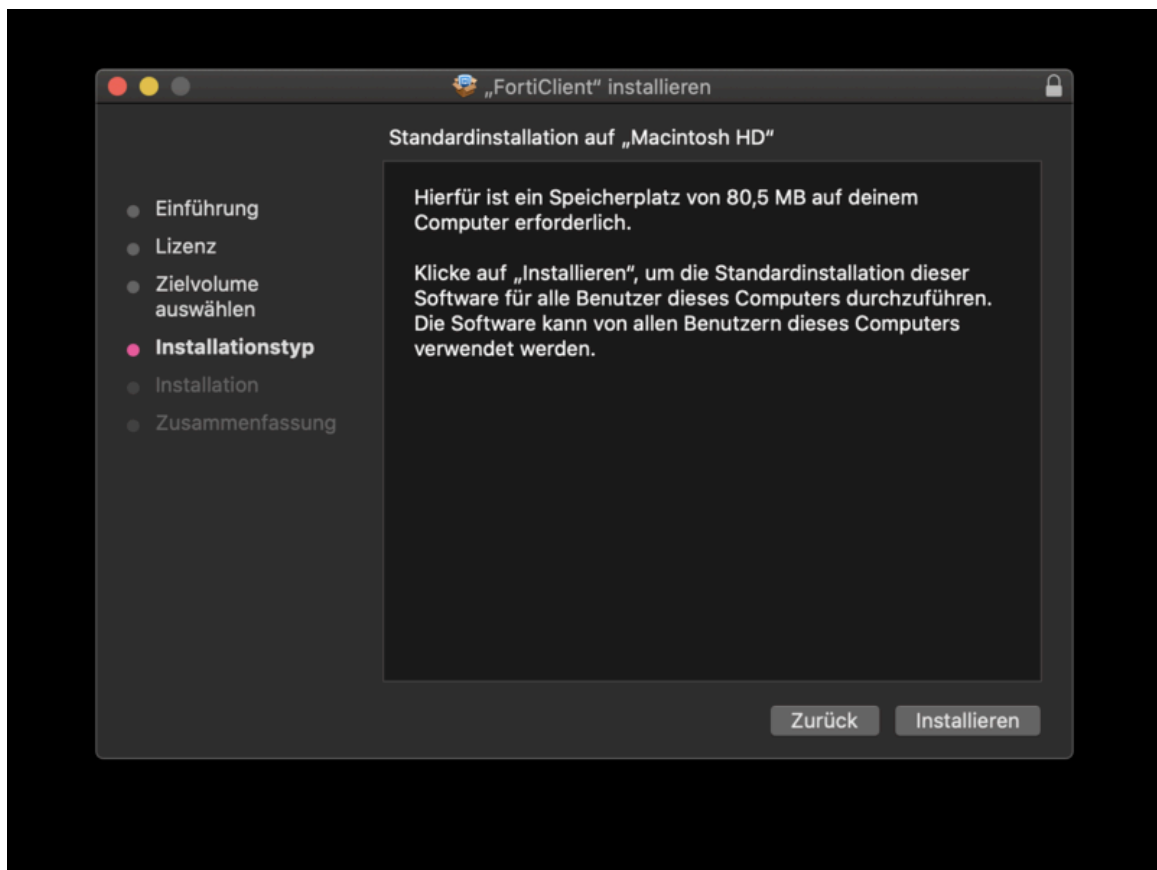 „FortiClient“ installieren
Standardinstallation auf „Macintosh HD“
Einführung
Lizenz
Zielvolume
auswählen
Installationstyp
Installation
Zusammenfassung
Hierfür ist ein Speicherplatz von 80,5 MB auf deinem
Computer erforderlich.
Klicke auf „Installieren“, um die Standardinstallation dieser
Software für alle Benutzer dieses Computers durchzuführen.
Die Software kann von allen Benutzern dieses Computers
verwendet werden.
Zurück
Installieren